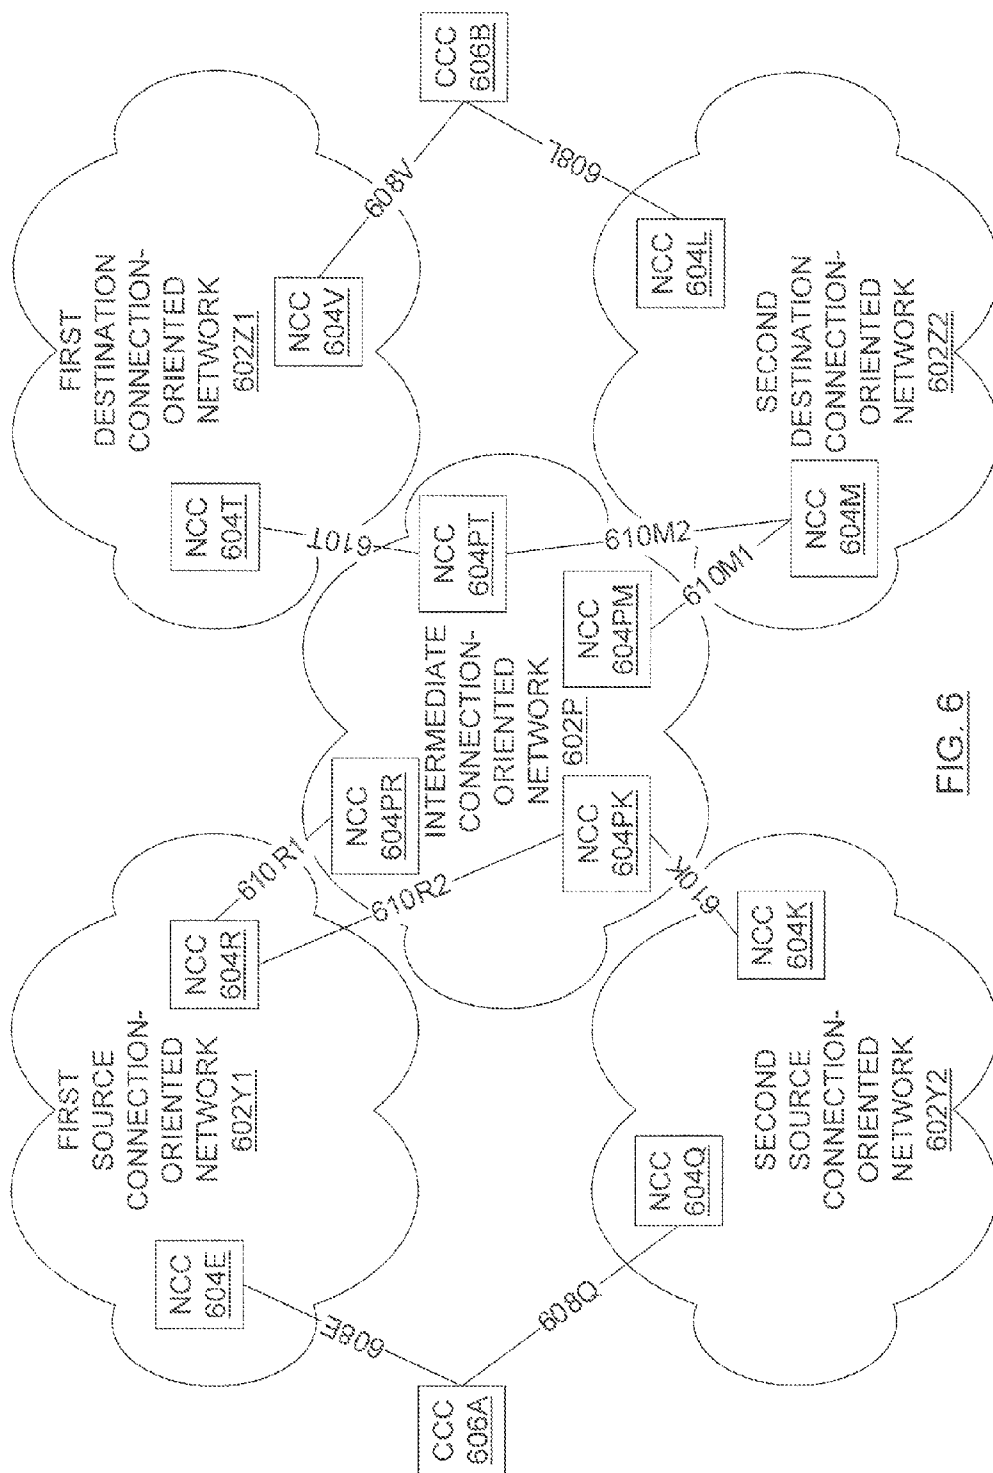 FIRST
SOURCE
CONNECTION-
ORIENTED
NETWORK
602Y1
NCC
604E
NCC
604R
610R1
610R2
608E
CCC
606A
608Q
NCC
604Q
SECOND
SOURCE
CONNECTION-
ORIENTED
NETWORK
602Y2
NCC
604K
610K
NCC
604PR
INTERMEDIATE
CONNECTION-
ORIENTED
NETWORK
602P
NCC
604PK
NCC
604PM
NCC
604PT
610T
610M2
610M1
FIRST
DESTINATION
CONNECTION-
ORIENTED
NETWORK
602Z1
NCC
604T
NCC
604V
608V
CCC
606B
608L
NCC
604L
SECOND
DESTINATION
CONNECTION-
ORIENTED
NETWORK
602Z2
NCC
604M
FIG. 6